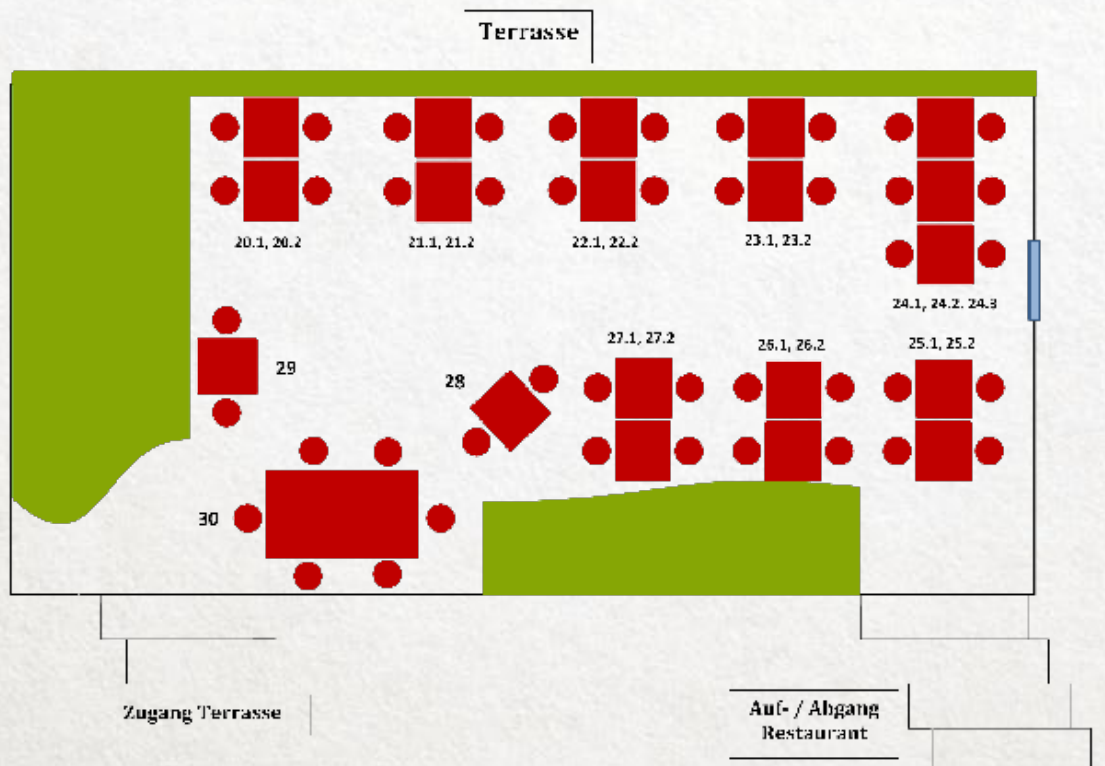 Terrasse
20.1, 20.2
21.1, 21.2
22.1, 22.2
23.1, 23.2
24.1, 24.2. 24.3
27.1, 27.2
26.1, 26.2
25.1, 25.2
29
28
30
Zugang Terrasse
Auf- / Abgang
Restaurant